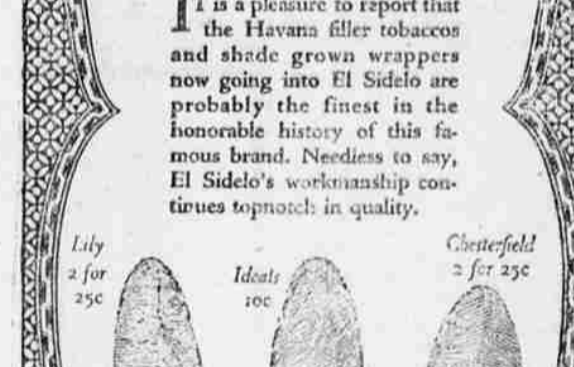 IT is a pleasure to report that
the Havana filler tobaccos
and shade grown wrappers
now going into El Sidelo are
probably the finest in the
honorable history of this fa-
mous brand. Needless to say,
El Sidelo's workmanship con-
tinues topnotch in quality.
Lily
2 for
25c
Ideals
10c
Chesterfield
2 for 25c